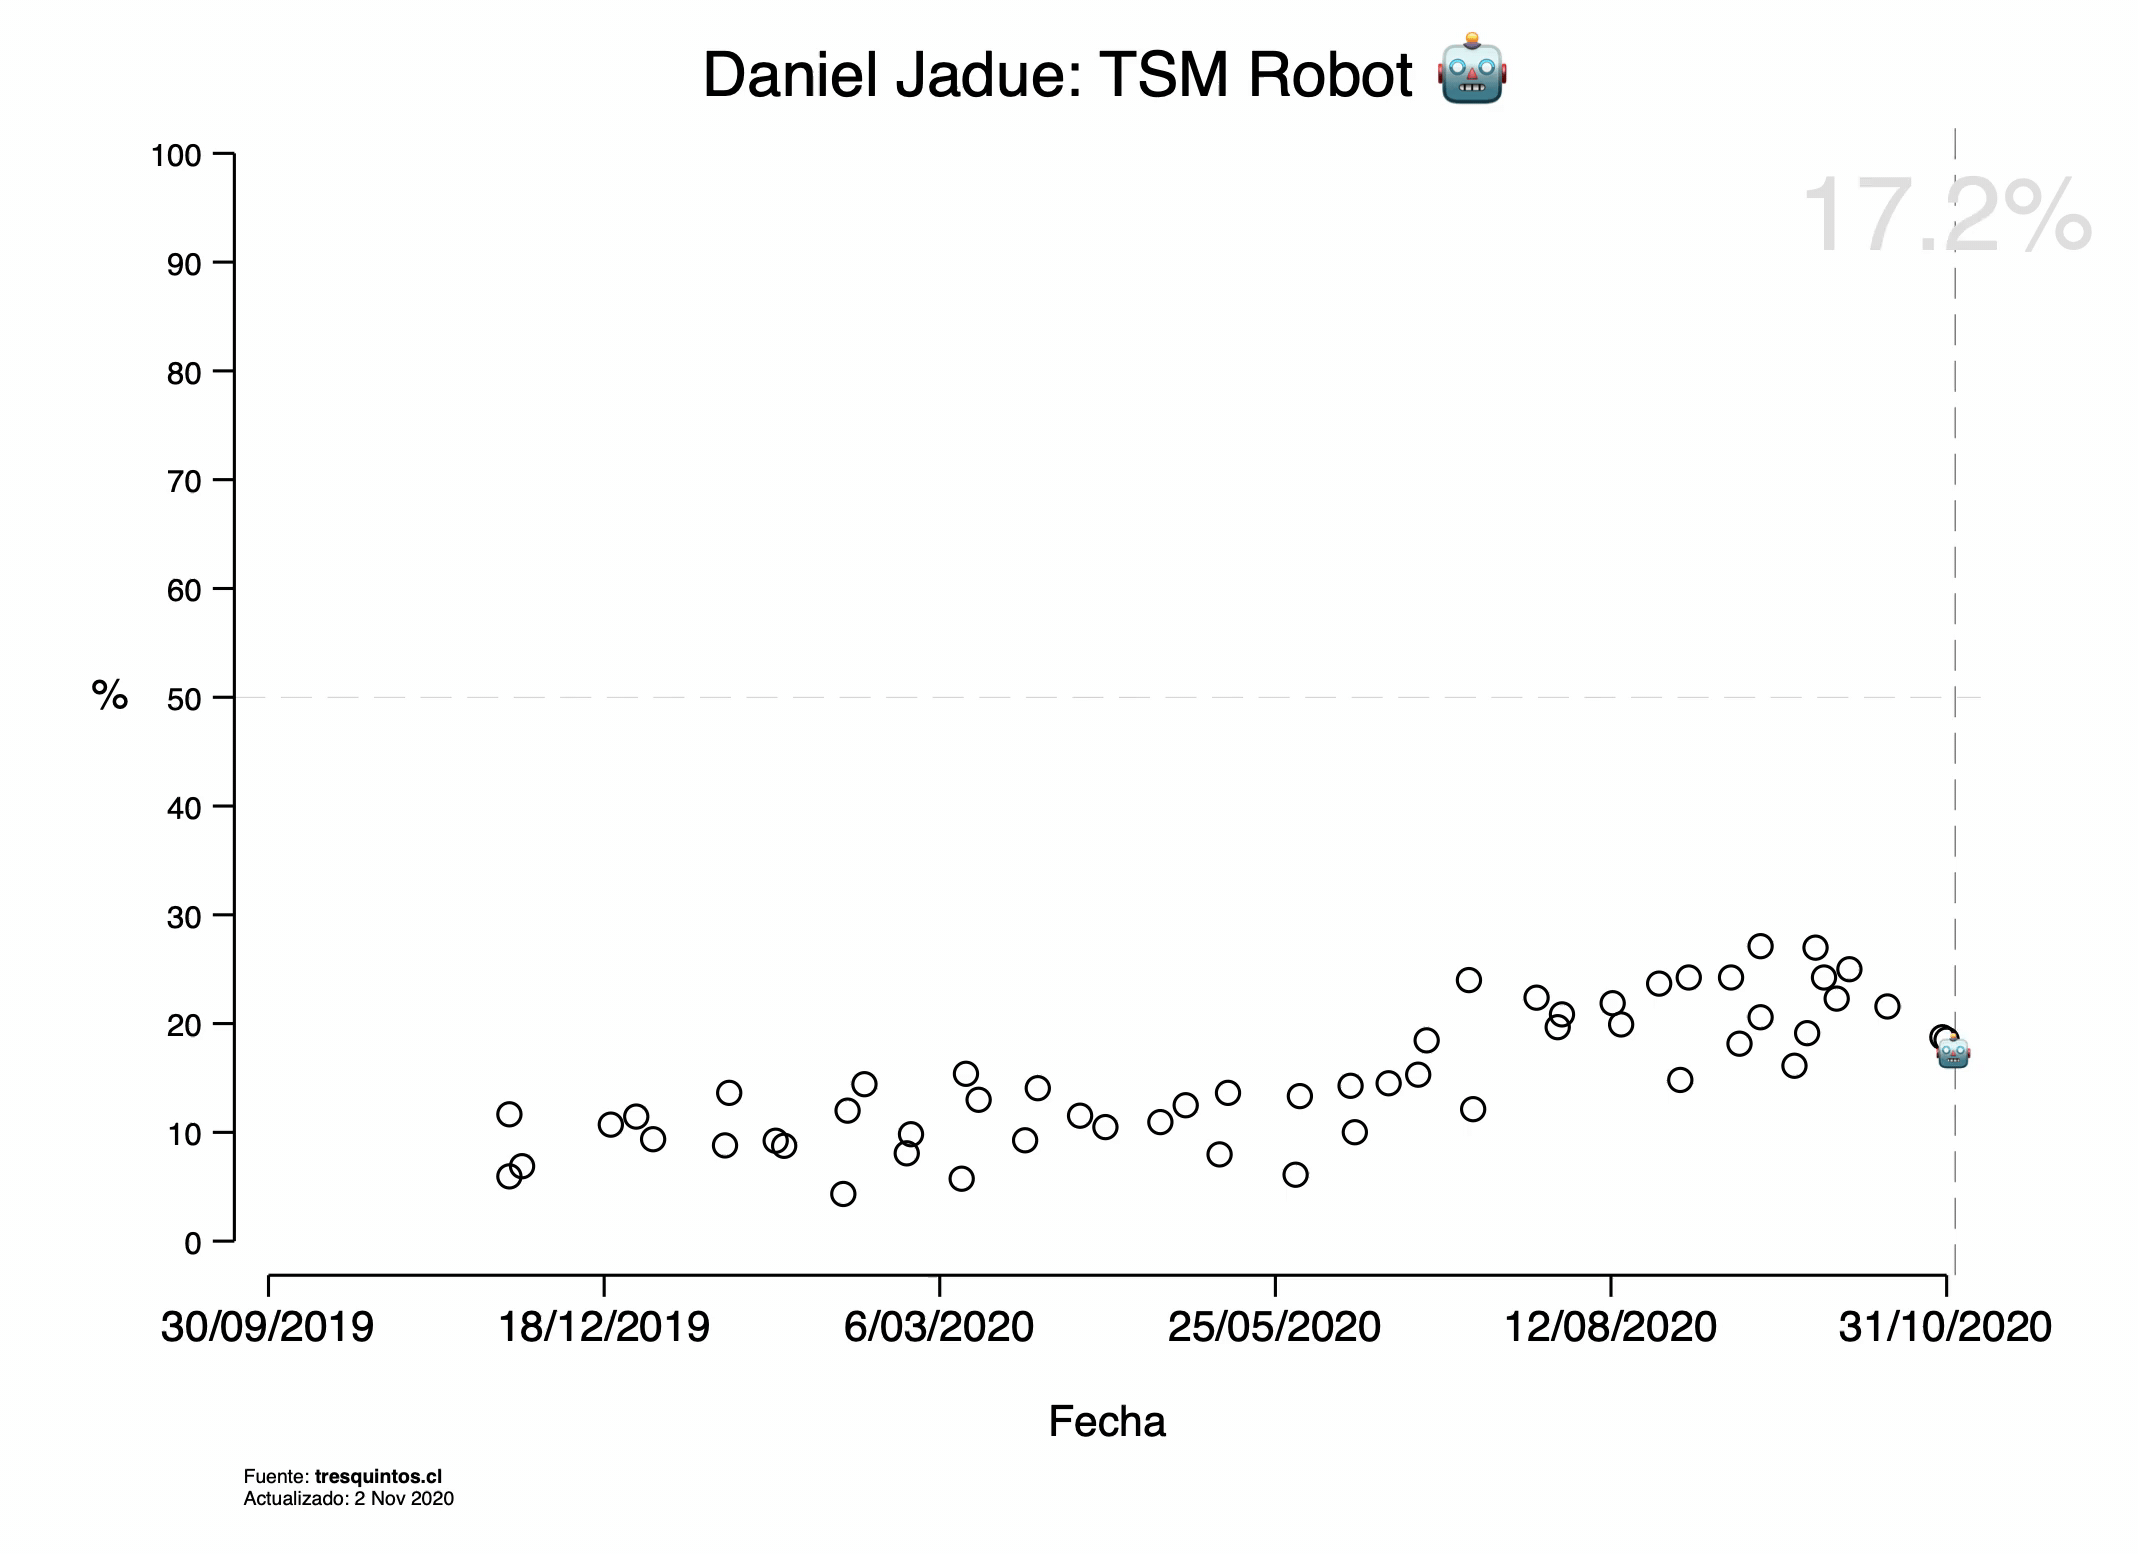 Daniel Jadue: TSM Robot 🤖
17.2%
100
90
80
70
60
50
40
30
20
10
0
%
30/09/2019 18/12/2019 6/03/2020 25/05/2020 12/08/2020 31/10/2020
Fecha
Fuente: tresquintos.cl
Actualizado: 2 Nov 2020